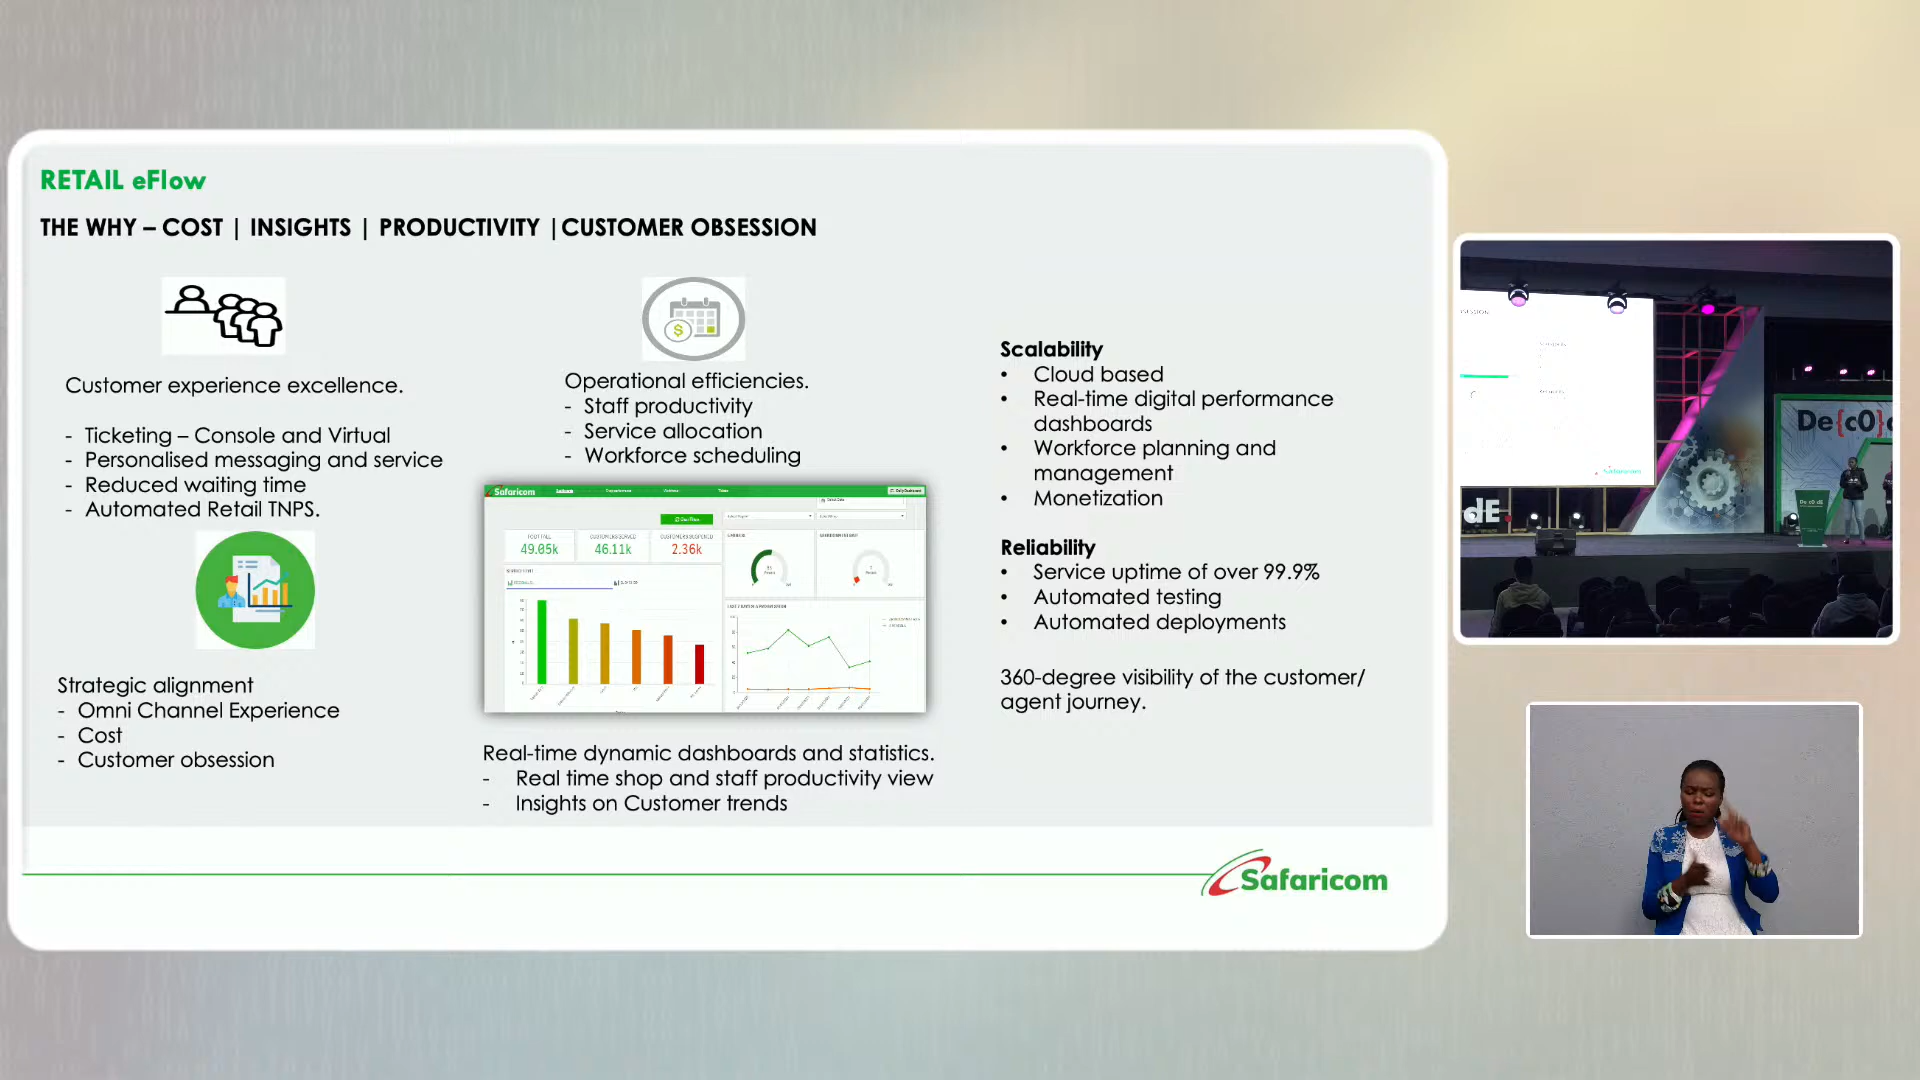 RETAIL eFlow
THE WHY – COST | INSIGHTS | PRODUCTIVITY |CUSTOMER OBSESSION
Customer experience excellence.
- Ticketing – Console and Virtual
- Personalised messaging and service
- Reduced waiting time
- Automated Retail TNPS.
Strategic alignment
- Omni Channel Experience
- Cost
- Customer obsession
Operational efficiencies.
- Staff productivity
- Service allocation
- Workforce scheduling
Safaricom
49.05k
46.11k
2.36k
Real-time dynamic dashboards and statistics.
- Real time shop and staff productivity view
- Insights on Customer trends
Scalability
• Cloud based
• Real-time digital performance
dashboards
• Workforce planning and
management
• Monetization
Reliability
• Service uptime of over 99.9%
• Automated testing
• Automated deployments
360-degree visibility of the customer/
agent journey.
Safaricom
De{c0}
dE.